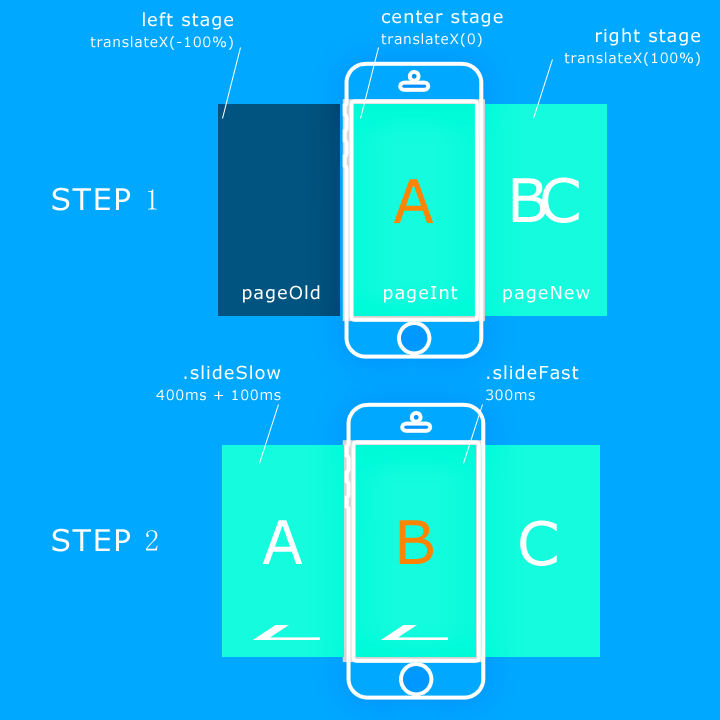 left stage
translateX(-100%)
center stage
translateX(0)
right stage
translateX(100%)
STEP 1
A
BC
pageOld
pageInt
pageNew
.slideSlow
400ms + 100ms
.slideFast
300ms
STEP 2
A
B
C